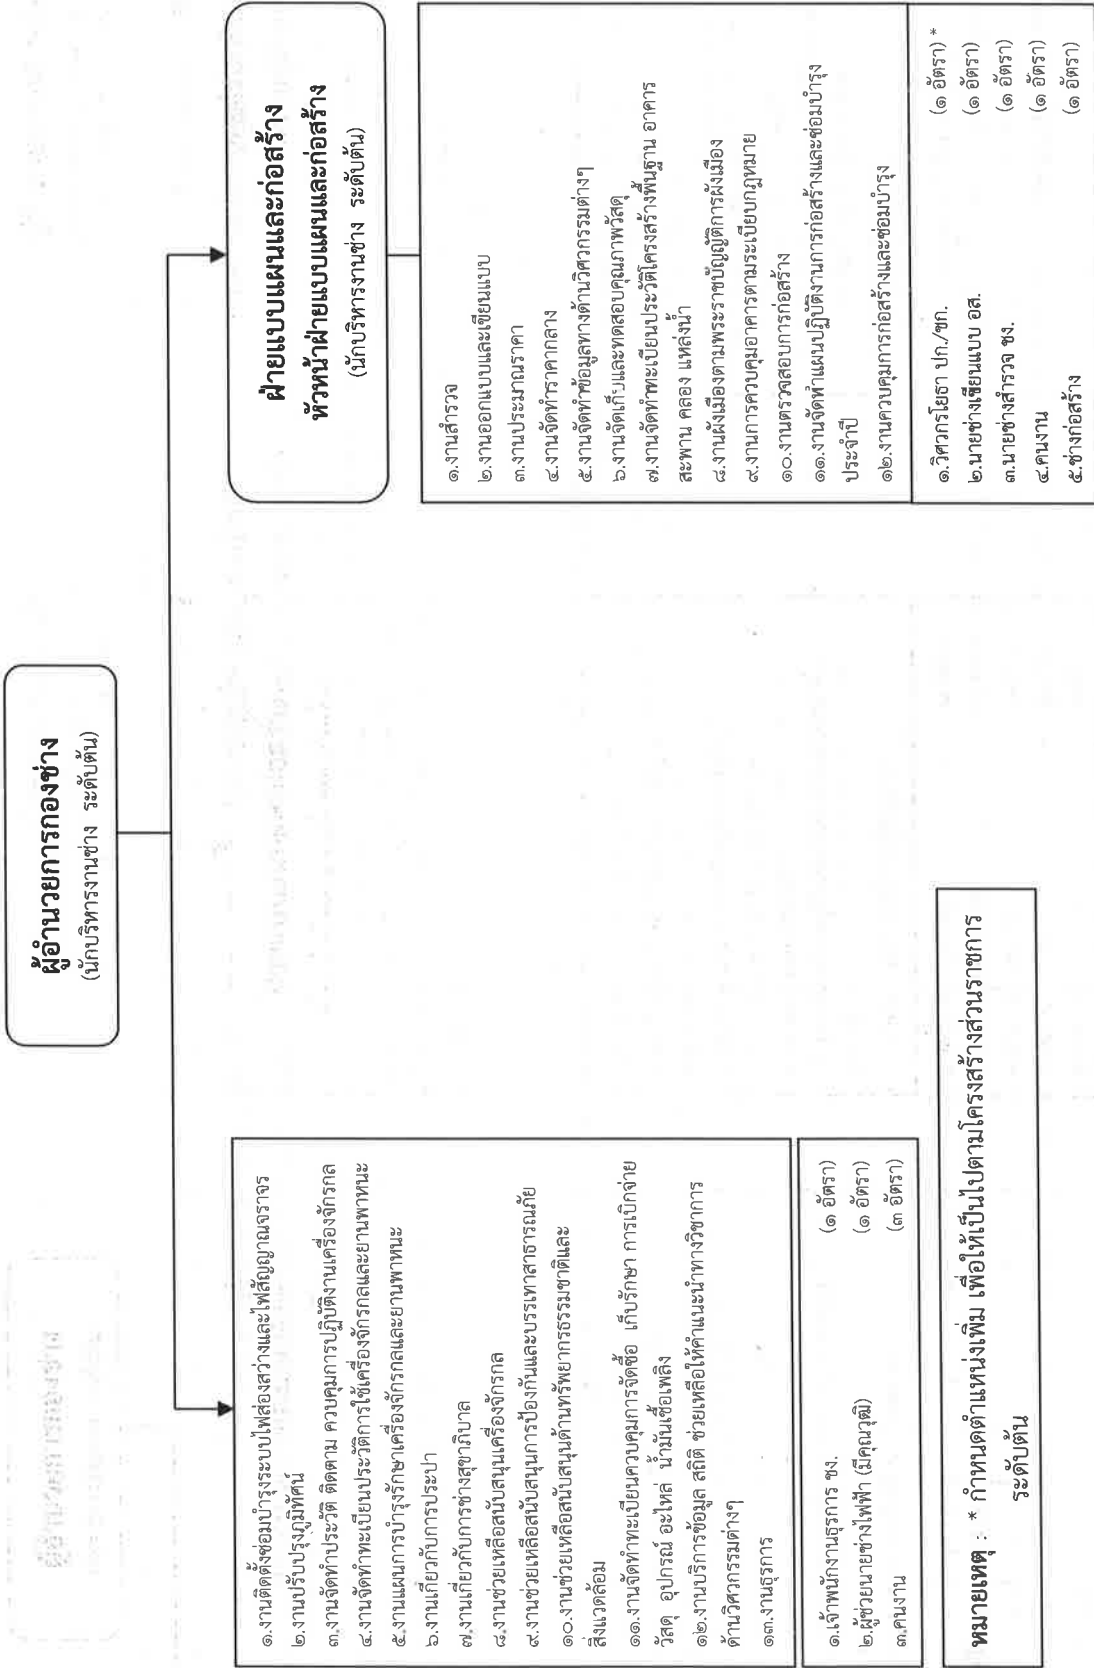 ผู้อำนวยการกองช่าง
(นักบริหารงานช่าง ระดับต้น)
๑.งานติดตั้งซ่อมบำรุงระบบไฟส่องสว่างและไฟสัญญาณจราจร
๒.งานปรับปรุงภูมิทัศน์
๓.งานจัดทำประวัติ ติดตาม ควบคุมการปฏิบัติงานเครื่องจักรกล
๔.งานจัดทำทะเบียนประวัติการใช้เครื่องจักรกลและยานพาหนะ
๕.งานแผนการบำรุงรักษาเครื่องจักรกลและยานพาหนะ
๖.งานเกี่ยวกับการประปา
๗.งานเกี่ยวกับการช่างสุขาภิบาล
๘.งานช่วยเหลือสนับสนุนเครื่องจักรกล
๙.งานช่วยเหลือสนับสนุนการป้องกันและบรรเทาสาธารณภัย
๑๐.งานช่วยเหลือสนับสนุนด้านทรัพยากรธรรมชาติและ
สิ่งแวดล้อม
๑๑.งานจัดทำทะเบียนควบคุมการจัดซื้อ เก็บรักษา การเบิกจ่าย
วัสดุ อุปกรณ์ อะไหล่ น้ำมันเชื้อเพลิง
๑๒.งานบริการข้อมูล สถิติ ช่วยเหลือให้คำแนะนำทางวิชาการ
ด้านวิศวกรรมต่างๆ
๑๓.งานธุรการ
๑.เจ้าพนักงานธุรการ ชง. (๑ อัตรา)
๒.ผู้ช่วยนายช่างไฟฟ้า (มีคุณวุฒิ) (๑ อัตรา)
๓.คนงาน (๓ อัตรา)
ฝ่ายแบบแผนและก่อสร้าง
หัวหน้าฝ่ายแบบแผนและก่อสร้าง
(นักบริหารงานช่าง ระดับต้น)
๑.งานสำรวจ
๒.งานออกแบบและเขียนแบบ
๓.งานประมาณราคา
๔.งานจัดทำราคากลาง
๕.งานจัดทำข้อมูลทางด้านวิศวกรรมต่างๆ
๖.งานจัดเก็บและทดสอบคุณภาพวัสดุ
๗.งานจัดทำทะเบียนประวัติโครงสร้างพื้นฐาน อาคาร
สะพาน คลอง แหล่งน้ำ
๘.งานผังเมืองตามพระราชบัญญัติการผังเมือง
๙.งานการควบคุมอาคารตามระเบียบกฎหมาย
๑๐.งานตรวจสอบการก่อสร้าง
๑๑.งานจัดทำแผนปฏิบัติงานการก่อสร้างและซ่อมบำรุง
ประจำปี
๑๒.งานควบคุมการก่อสร้างและซ่อมบำรุง
๑.วิศวกรโยธา ปก./ชก. (๑ อัตรา) *
๒.นายช่างเขียนแบบ อส. (๑ อัตรา)
๓.นายช่างสำรวจ ชง. (๑ อัตรา)
๔.คนงาน (๑ อัตรา)
๕.ช่างก่อสร้าง (๑ อัตรา)
หมายเหตุ : * กำหนดตำแหน่งเพิ่ม เพื่อให้เป็นไปตามโครงสร้างส่วนราชการ
ระดับต้น